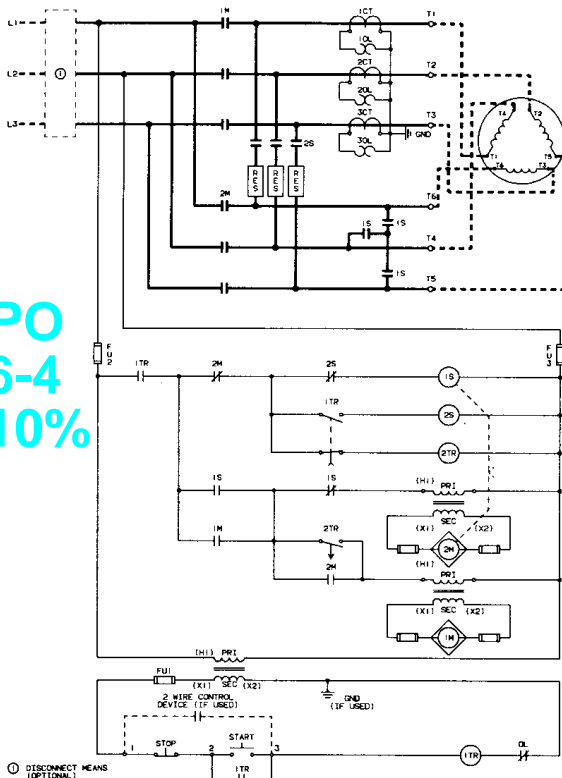 L1
1M
1CT
T1
1OL
L2
1
2CT
T2
2OL
T4
T2
L3
3CT
T3
GND
3OL
2S
T1
T5
T6
T3
RES
RES
RES
2M
T6
1S
1S
T4
1S
T5
PO
6-4
10%
FU2
FU3
1TR
2M
2S
1S
1TR
2S
2TR
1S
1S
(H1) PRI
SEC
(X1) (X2)
1M
2TR
2M
(H1)
2M
PRI
(X1) SEC (X2)
1M
(H1) PRI
FU1
(X1) SEC (X2)
2 WIRE CONTROL
DEVICE (IF USED)
GND
(IF USED)
1 STOP 2 START 3
1TR
OL
1TR
1 DISCONNECT MEANS
(OPTIONAL)